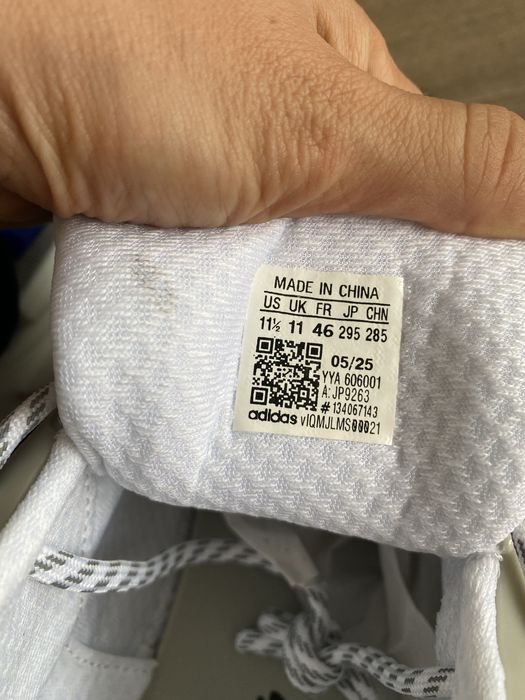 MADE IN CHINA
US UK FR JP CHN
11½ 11 46 295 285
05/25
YYA 606001
A: JP9263
# 134067143
adidas vIQMJLMS00021